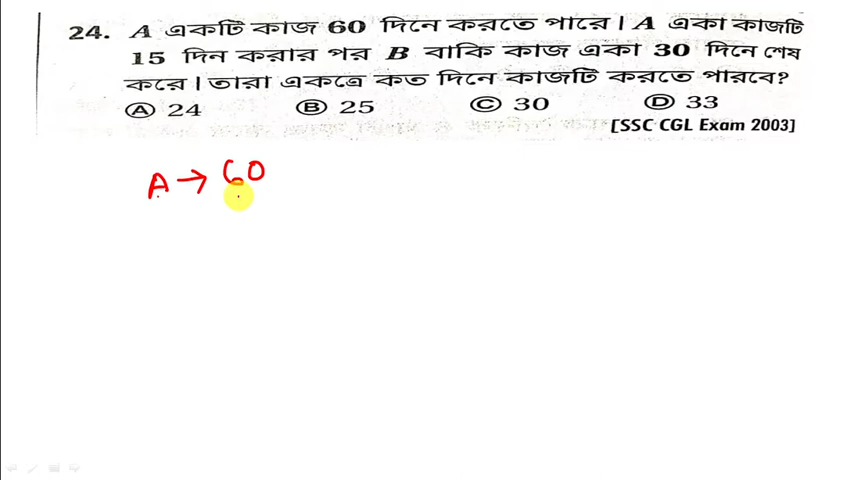 24. A একটি কাজ 60 দিনে করতে পারে। A একা কাজটি
15 দিন করার পর B বাকি কাজ একা 30 দিনে শেষ
করে। তারা একত্রে কত দিনে কাজটি করতে পারবে?
Ⓐ 24 Ⓑ 25 Ⓒ 30 Ⓓ 33
[SSC CGL Exam 2003]
A → 60